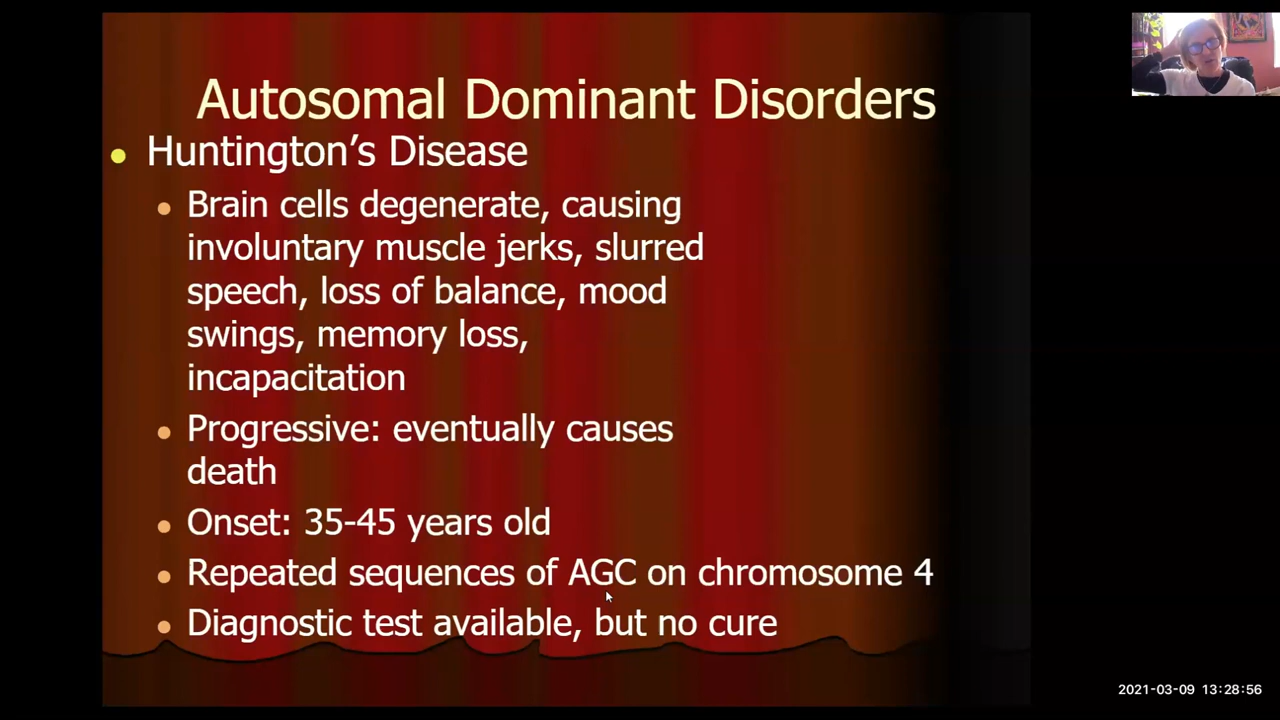 Autosomal Dominant Disorders
Huntington's Disease
Brain cells degenerate, causing
involuntary muscle jerks, slurred
speech, loss of balance, mood
swings, memory loss,
incapacitation
Progressive: eventually causes
death
Onset: 35-45 years old
Repeated sequences of AGC on chromosome 4
Diagnostic test available, but no cure
2021-03-09 13:28:56